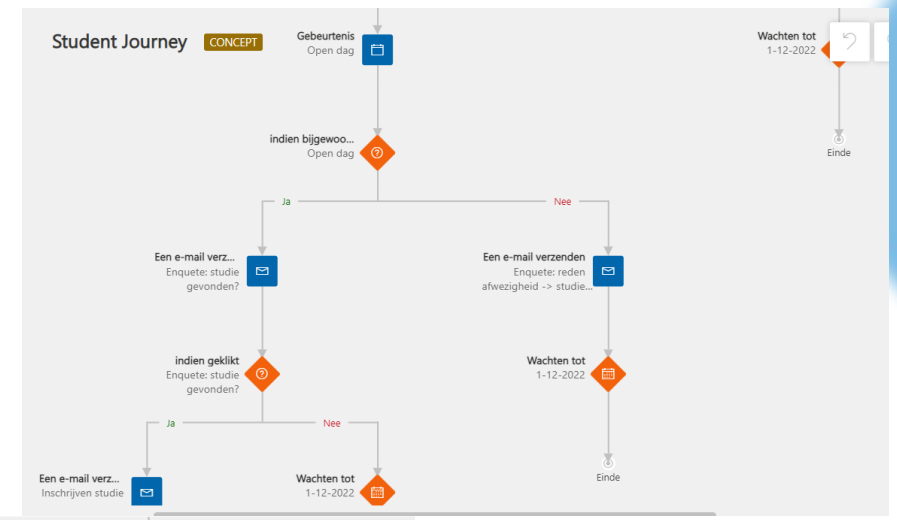 Student Journey
CONCEPT
Gebeurtenis
Open dag
Wachten tot
1-12-2022
indien bijgewoo...
Open dag
Einde
Ja
Nee
Een e-mail verz...
Enquete: studie
gevonden?
Een e-mail verzenden
Enquete: reden
afwezigheid -> studie...
indien geklikt
Enquete: studie
gevonden?
Wachten tot
1-12-2022
Ja
Nee
Een e-mail verz...
Inschrijven studie
Wachten tot
1-12-2022
Einde